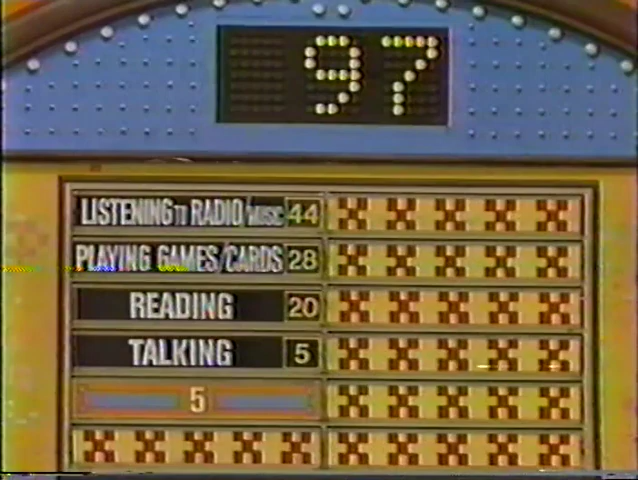 97
LISTENING TO RADIO/MUSIC 44
PLAYING GAMES/CARDS 28
READING 20
TALKING 5
5